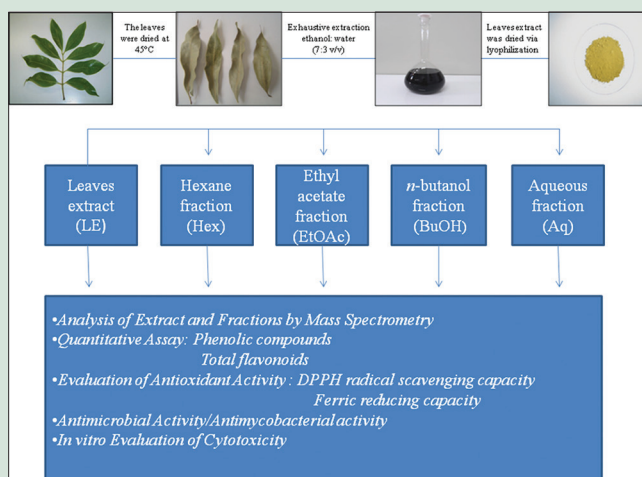 The leaves
were dried at
45°C
Exhaustive extraction
ethanol: water
(7:3 v/v)
Leaves extract
was dried via
lyophilization
Leaves
extract
(LE)
Hexane
fraction
(Hex)
Ethyl
acetate
fraction
(EtOAc)
n-butanol
fraction
(BuOH)
Aqueous
fraction
(Aq)
•Analysis of Extract and Fractions by Mass Spectrometry
•Quantitative Assay: Phenolic compounds
Total flavonoids
•Evaluation of Antioxidant Activity : DPPH radical scavenging capacity
Ferric reducing capacity
•Antimicrobial Activity/Antimycobacterial activity
•In vitro Evaluation of Cytotoxicity